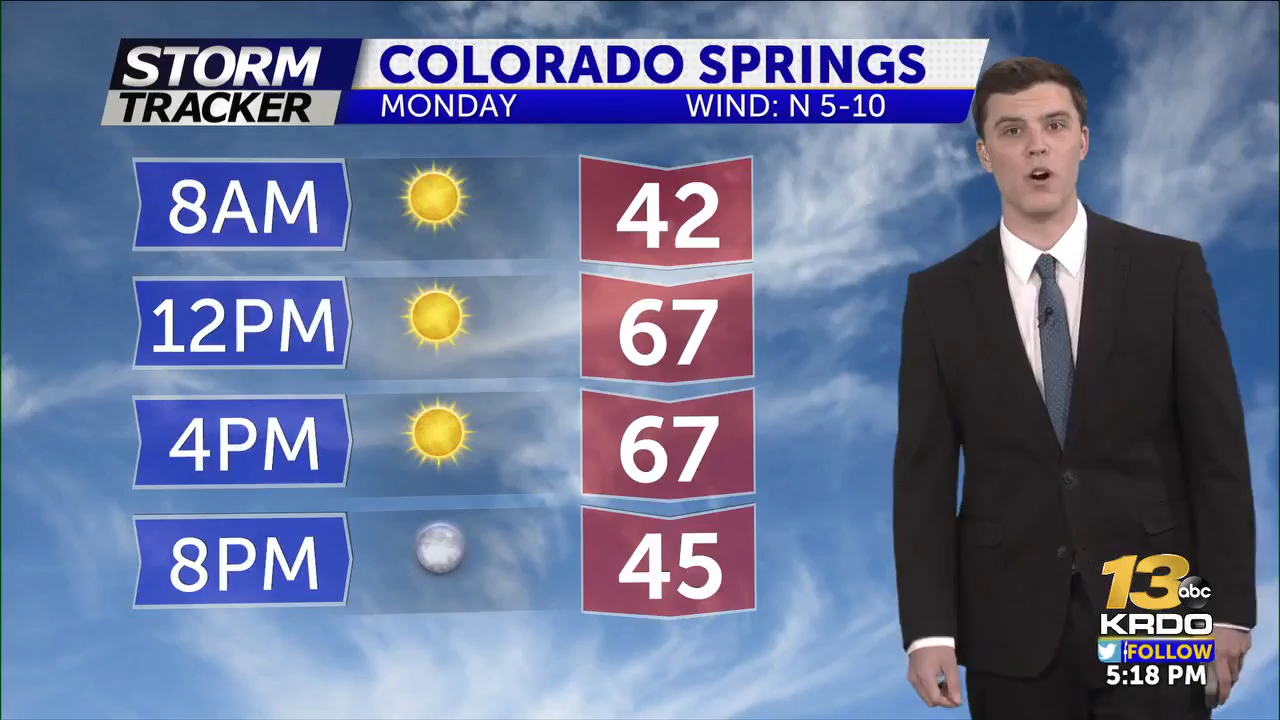 STORM
TRACKER
COLORADO SPRINGS
MONDAY WIND: N 5-10
8AM 42
12PM 67
4PM 67
8PM 45
13 abc
KRDO
FOLLOW
5:18 PM